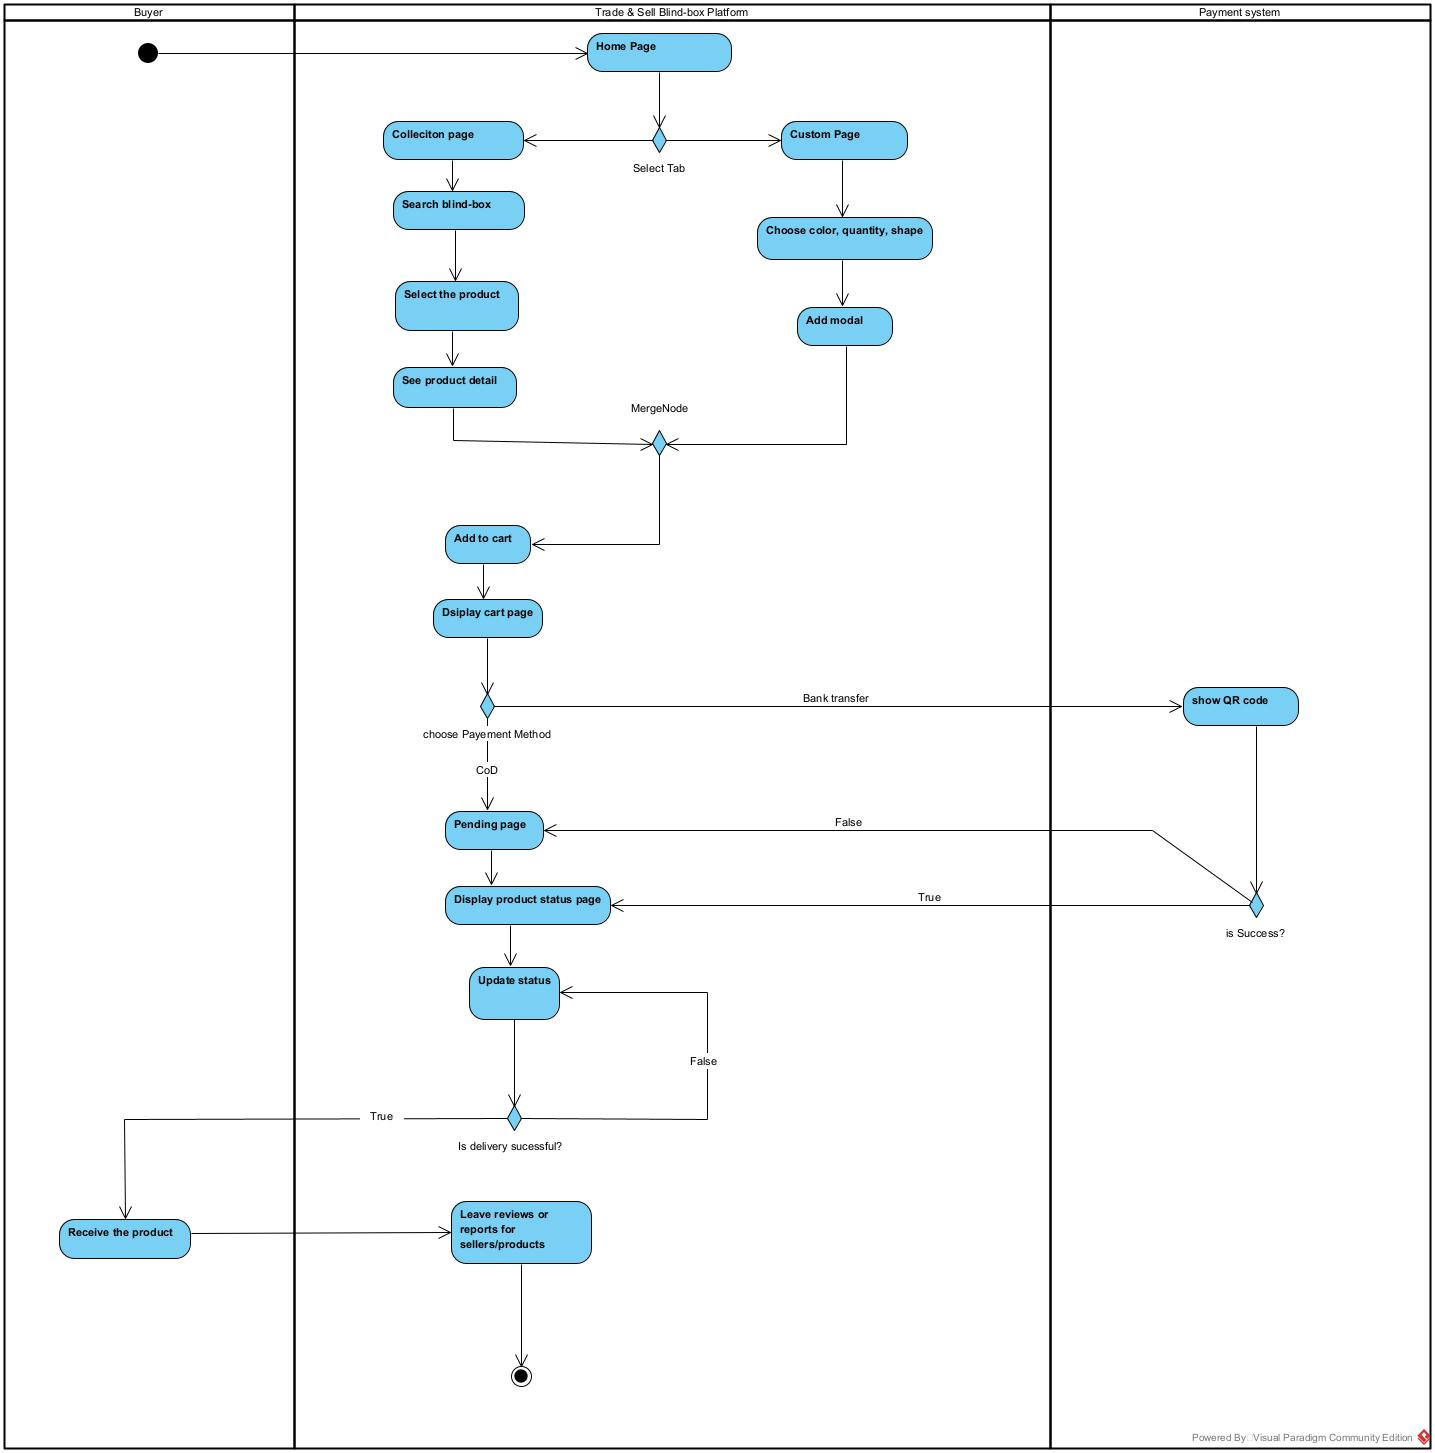 Buyer
Trade & Sell Blind-box Platform
Payment system
Home Page
Colleciton page
Custom Page
Select Tab
Search blind-box
Choose color, quantity, shape
Select the product
Add modal
See product detail
MergeNode
Add to cart
Dsiplay cart page
Bank transfer
show QR code
choose Payement Method
CoD
Pending page
False
Display product status page
True
is Success?
Update status
False
True
Is delivery sucessful?
Receive the product
Leave reviews or
reports for
sellers/products
Powered By Visual Paradigm Community Edition